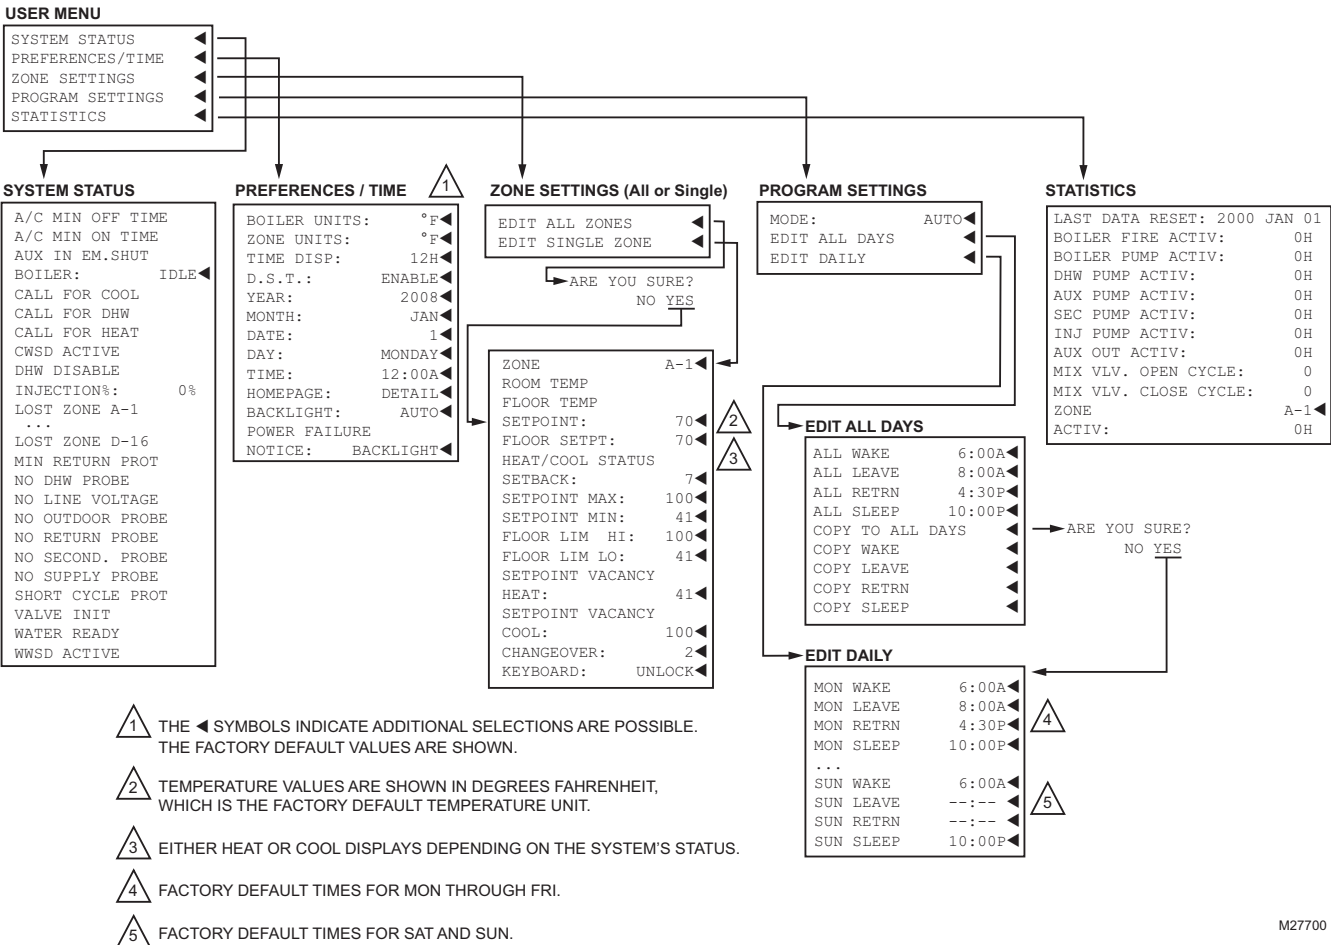 USER MENU
SYSTEM STATUS ◀
PREFERENCES/TIME ◀
ZONE SETTINGS ◀
PROGRAM SETTINGS ◀
STATISTICS ◀
SYSTEM STATUS
A/C MIN OFF TIME
A/C MIN ON TIME
AUX IN EM.SHUT
BOILER: IDLE◀
CALL FOR COOL
CALL FOR DHW
CALL FOR HEAT
CWSD ACTIVE
DHW DISABLE
INJECTION%: 0%
LOST ZONE A-1
...
LOST ZONE D-16
MIN RETURN PROT
NO DHW PROBE
NO LINE VOLTAGE
NO OUTDOOR PROBE
NO RETURN PROBE
NO SECOND. PROBE
NO SUPPLY PROBE
SHORT CYCLE PROT
VALVE INIT
WATER READY
WWSD ACTIVE
PREFERENCES / TIME
1
BOILER UNITS: °F◀
ZONE UNITS: °F◀
TIME DISP: 12H◀
D.S.T.: ENABLE◀
YEAR: 2008◀
MONTH: JAN◀
DATE: 1◀
DAY: MONDAY◀
TIME: 12:00A◀
HOMEPAGE: DETAIL◀
BACKLIGHT: AUTO◀
POWER FAILURE
NOTICE: BACKLIGHT◀
ZONE SETTINGS (All or Single)
EDIT ALL ZONES ◀
EDIT SINGLE ZONE ◀
ARE YOU SURE?
NO YES
ZONE A-1◀
ROOM TEMP
FLOOR TEMP
SETPOINT: 70◀
FLOOR SETPT: 70◀
HEAT/COOL STATUS
SETBACK: 7◀
SETPOINT MAX: 100◀
SETPOINT MIN: 41◀
FLOOR LIM HI: 100◀
FLOOR LIM LO: 41◀
SETPOINT VACANCY
HEAT: 41◀
SETPOINT VACANCY
COOL: 100◀
CHANGEOVER: 2◀
KEYBOARD: UNLOCK◀
2
3
PROGRAM SETTINGS
MODE: AUTO◀
EDIT ALL DAYS ◀
EDIT DAILY ◀
EDIT ALL DAYS
ALL WAKE 6:00A◀
ALL LEAVE 8:00A◀
ALL RETRN 4:30P◀
ALL SLEEP 10:00P◀
COPY TO ALL DAYS ◀
COPY WAKE ◀
COPY LEAVE ◀
COPY RETRN ◀
COPY SLEEP ◀
ARE YOU SURE?
NO YES
EDIT DAILY
MON WAKE 6:00A◀
MON LEAVE 8:00A◀
MON RETRN 4:30P◀
MON SLEEP 10:00P◀
...
SUN WAKE 6:00A◀
SUN LEAVE --:-- ◀
SUN RETRN --:-- ◀
SUN SLEEP 10:00P◀
4
5
STATISTICS
LAST DATA RESET: 2000 JAN 01
BOILER FIRE ACTIV: 0H
BOILER PUMP ACTIV: 0H
DHW PUMP ACTIV: 0H
AUX PUMP ACTIV: 0H
SEC PUMP ACTIV: 0H
INJ PUMP ACTIV: 0H
AUX OUT ACTIV: 0H
MIX VLV. OPEN CYCLE: 0
MIX VLV. CLOSE CYCLE: 0
ZONE A-1◀
ACTIV: 0H
1 THE ◀ SYMBOLS INDICATE ADDITIONAL SELECTIONS ARE POSSIBLE.
THE FACTORY DEFAULT VALUES ARE SHOWN.
2 TEMPERATURE VALUES ARE SHOWN IN DEGREES FAHRENHEIT,
WHICH IS THE FACTORY DEFAULT TEMPERATURE UNIT.
3 EITHER HEAT OR COOL DISPLAYS DEPENDING ON THE SYSTEM'S STATUS.
4 FACTORY DEFAULT TIMES FOR MON THROUGH FRI.
5 FACTORY DEFAULT TIMES FOR SAT AND SUN.
M27700